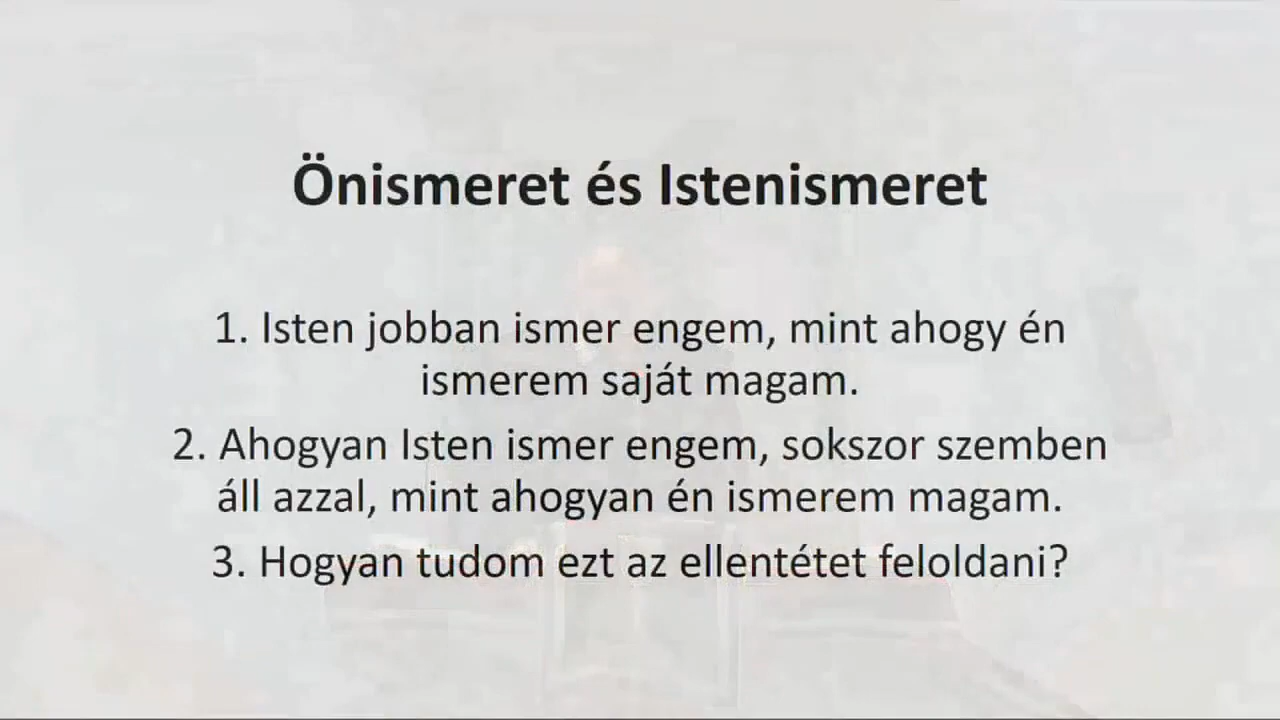 Önismeret és Istenismeret
1. Isten jobban ismer engem, mint ahogy én
ismerem saját magam.
2. Ahogyan Isten ismer engem, sokszor szemben
áll azzal, mint ahogyan én ismerem magam.
3. Hogyan tudom ezt az ellentétet feloldani?